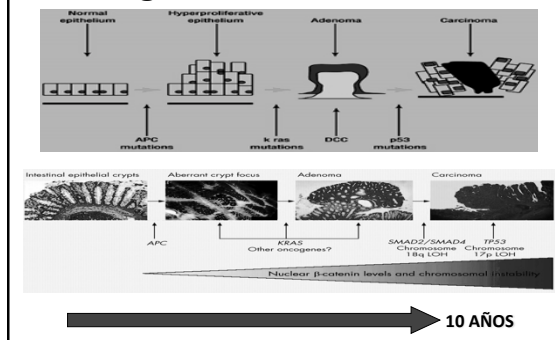 Normal epithelium
Hyperproliferative epithelium
Adenoma
Carcinoma
APC mutations
k ras mutations
DCC
p53 mutations
Intestinal epithelial crypts
Aberrant crypt focus
Adenoma
Carcinoma
APC
KRAS
Other oncogenes?
SMAD2/SMAD4
Chromosome
18q LOH
TP53
Chromosome
17p LOH
Nuclear β-catenin levels and chromosomal instability
10 AÑOS